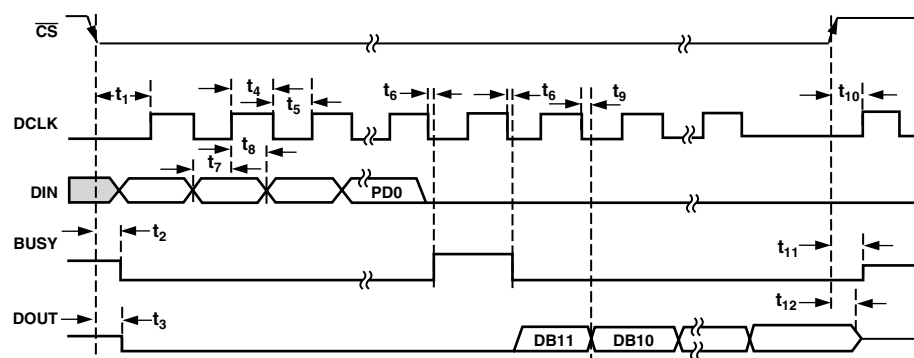 CS
t1
t4
t5
t6
t6
t9
t10
DCLK
t8
t7
DIN
PD0
BUSY
t2
t11
t12
DOUT
t3
DB11
DB10